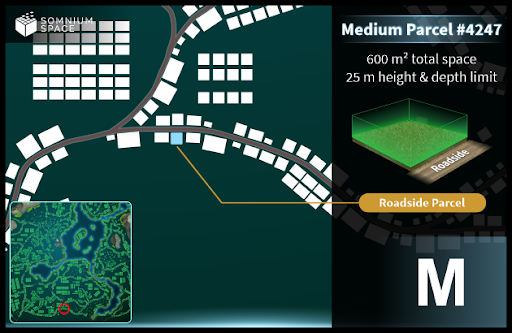 SOMNIUM
SPACE
Medium Parcel #4247
600 m² total space
25 m height & depth limit
Roadside
Roadside Parcel
M